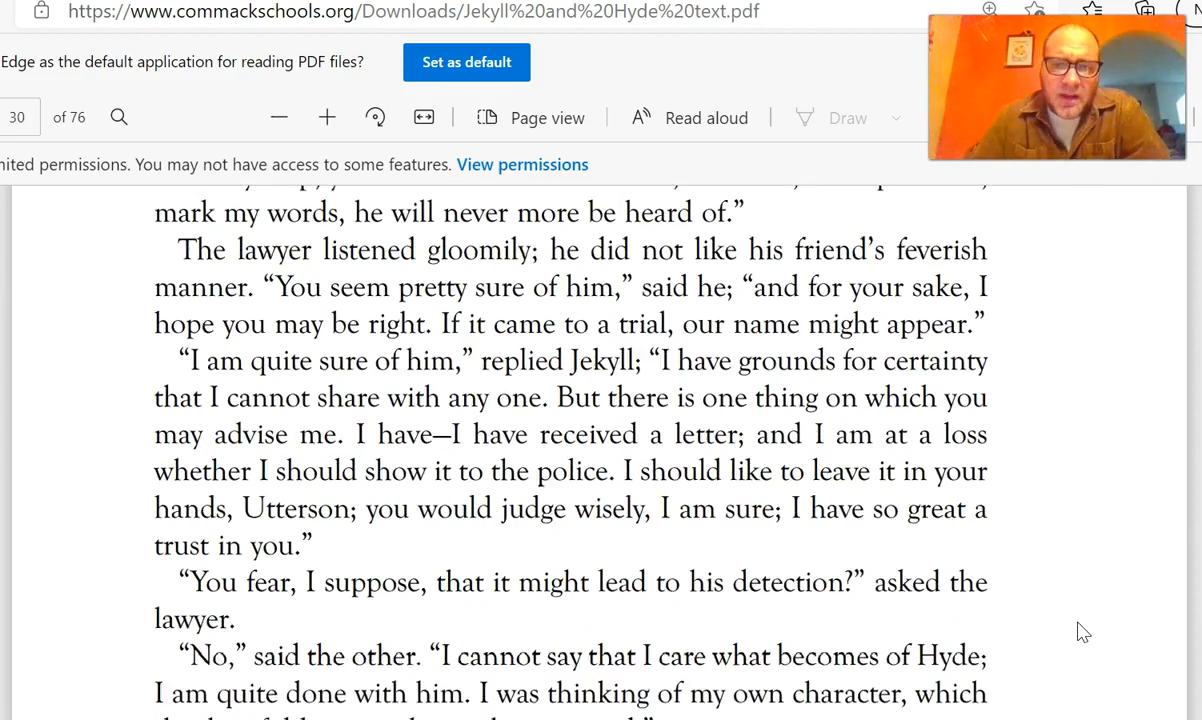 https://www.commackschools.org/Downloads/Jekyll%20and%20Hyde%20text.pdf
Edge as the default application for reading PDF files?
Set as default
30 of 76
Page view
Read aloud
Draw
permissions. You may not have access to some features. View permissions
mark my words, he will never more be heard of.”
The lawyer listened gloomily; he did not like his friend’s feverish
manner. “You seem pretty sure of him,” said he; “and for your sake, I
hope you may be right. If it came to a trial, our name might appear.”
“I am quite sure of him,” replied Jekyll; “I have grounds for certainty
that I cannot share with any one. But there is one thing on which you
may advise me. I have—I have received a letter; and I am at a loss
whether I should show it to the police. I should like to leave it in your
hands, Utterson; you would judge wisely, I am sure; I have so great a
trust in you.”
“You fear, I suppose, that it might lead to his detection?” asked the
lawyer.
“No,” said the other. “I cannot say that I care what becomes of Hyde;
I am quite done with him. I was thinking of my own character, which